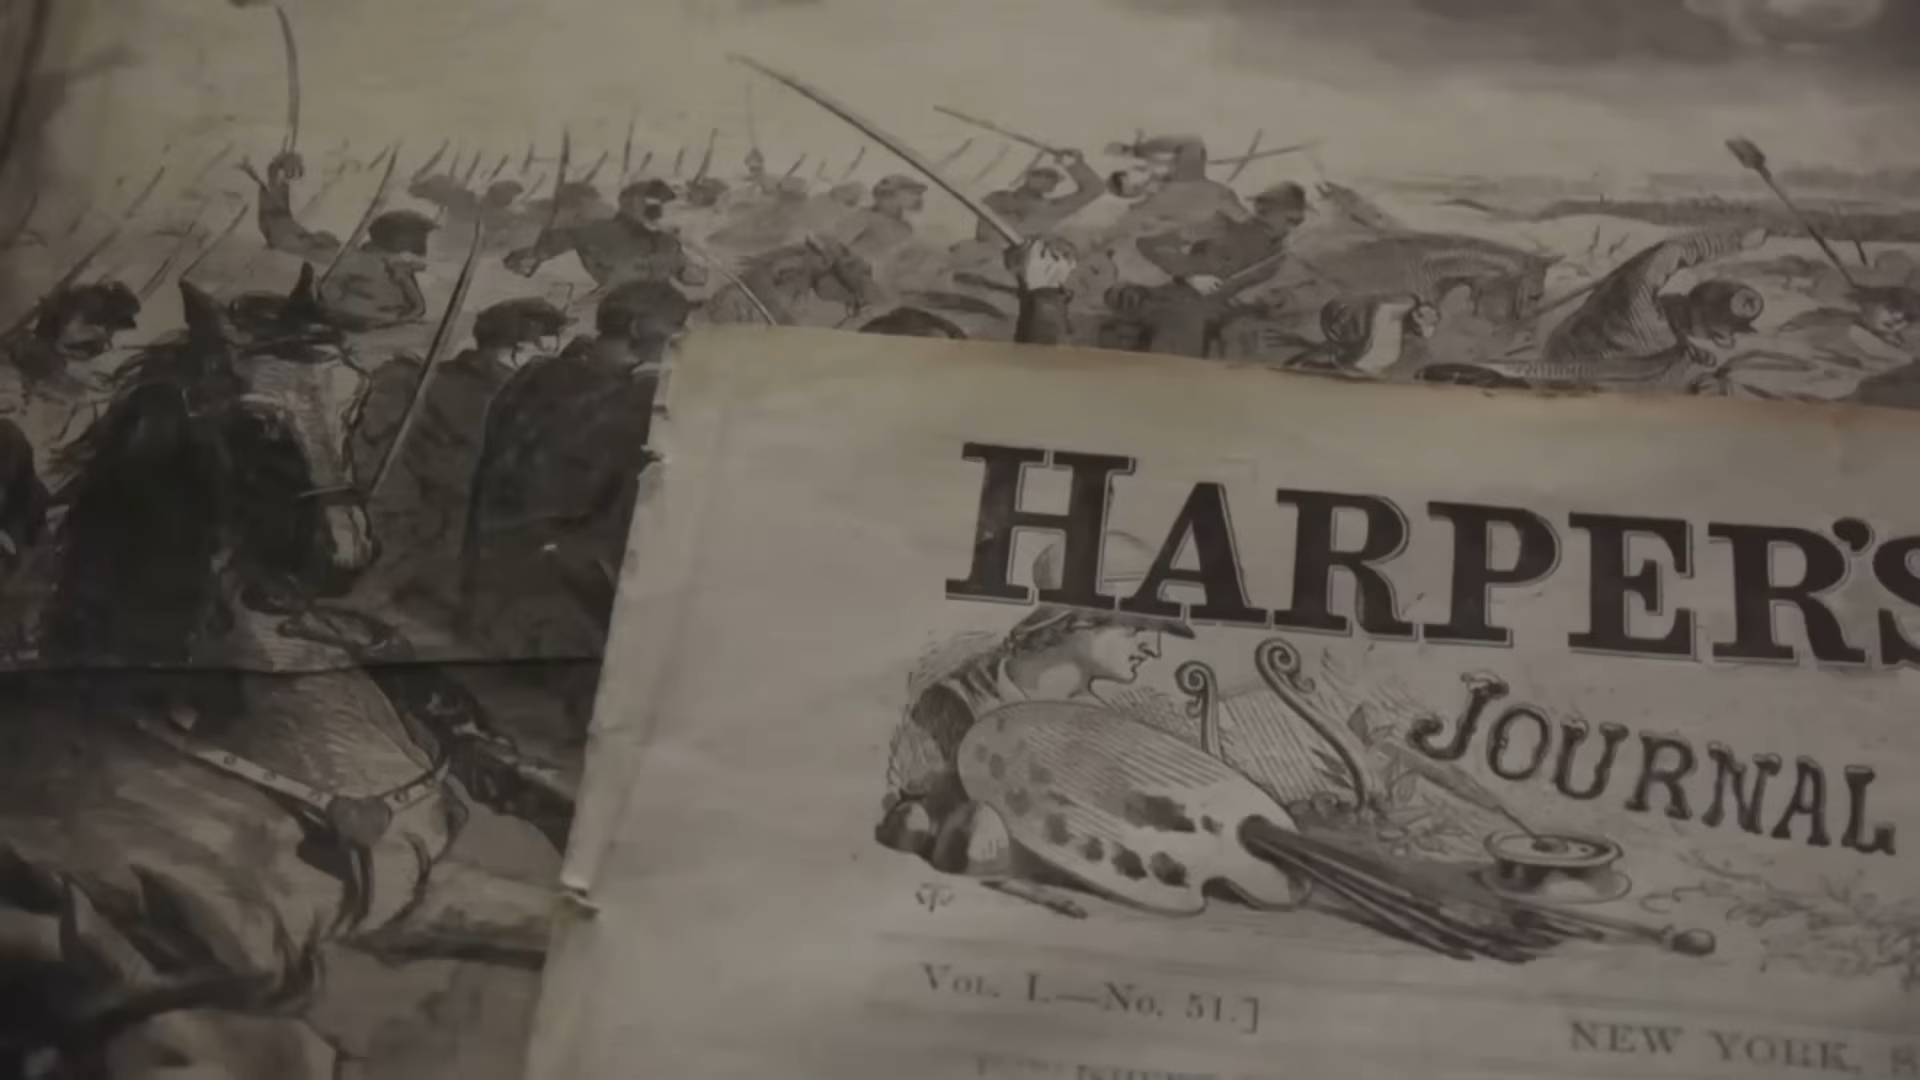 HARPER'S
JOURNAL
VOL. I.—No. 51.]
NEW YORK, S